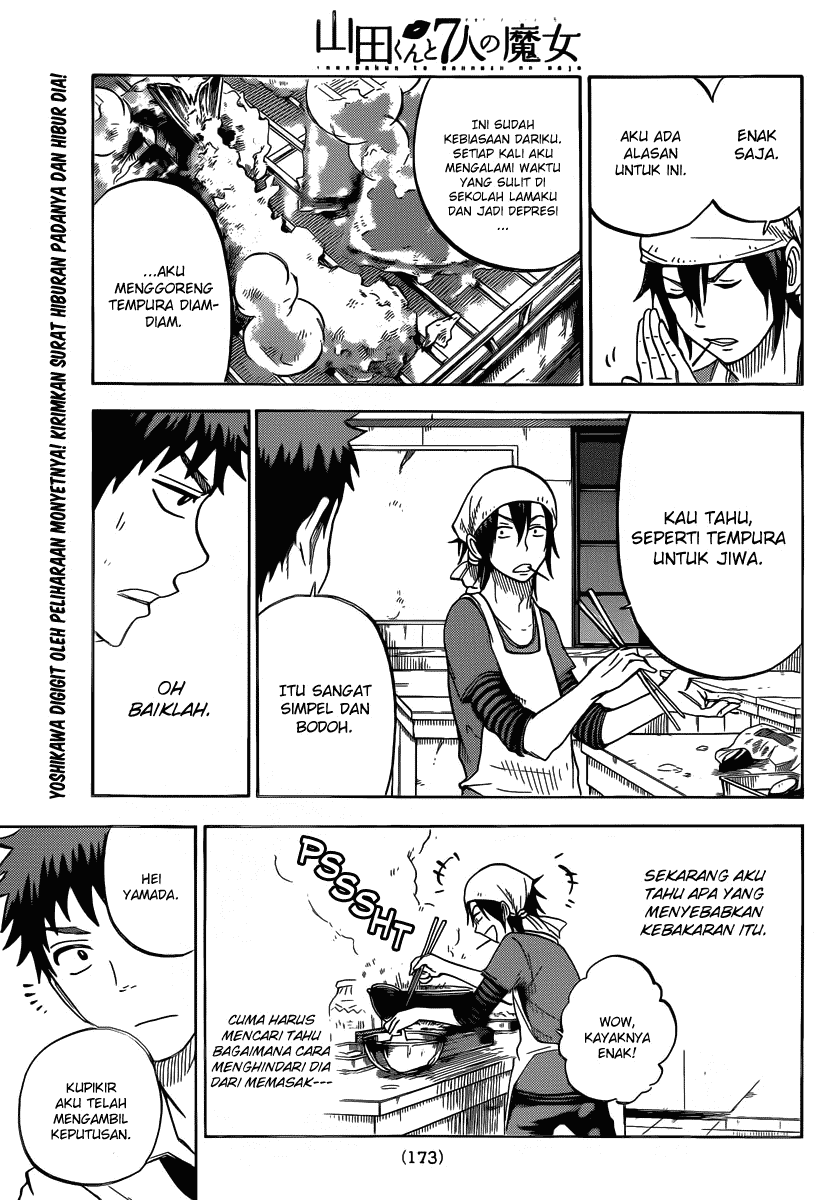 山田くんと7人の魔女
YOSHIKAWA DIGIGIT OLEH PELIHARAAN MONYETNYA! KIRIMKAN SURAT HIBURAN PADANYA DAN HIBUR DIA!
ENAK
SAJA.
AKU ADA
ALASAN
UNTUK INI.
INI SUDAH
KEBIASAAN DARIKU.
SETIAP KALI AKU
MENGALAMI WAKTU
YANG SULIT DI
SEKOLAH LAMAKU
DAN JADI DEPRESI
...
...AKU
MENGGORENG
TEMPURA DIAM-
DIAM.
KAU TAHU,
SEPERTI TEMPURA
UNTUK JIWA.
ITU SANGAT
SIMPEL DAN
BODOH.
OH
BAIKLAH.
SEKARANG AKU
TAHU APA YANG
MENYEBABKAN
KEBAKARAN ITU.
PSSSHT
WOW,
KAYAKNYA
ENAK!
CUMA HARUS
MENCARI TAHU
BAGAIMANA CARA
MENGHINDARI DIA
DARI MEMASAK---
HEI
YAMADA.
KUPIKIR
AKU TELAH
MENGAMBIL
KEPUTUSAN.
(173)